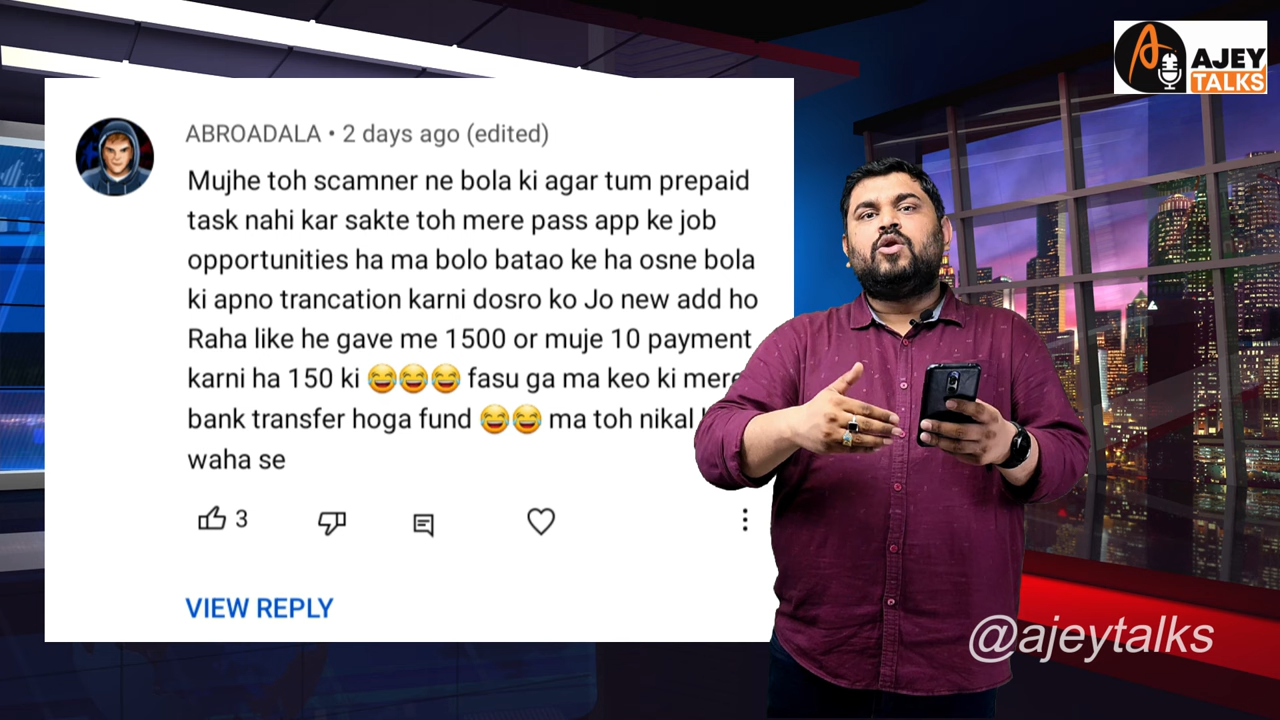 AJEY
TALKS
ABROADALA • 2 days ago (edited)
Mujhe toh scamner ne bola ki agar tum prepaid
task nahi kar sakte toh mere pass app ke job
opportunities ha ma bolo batao ke ha osne bola
ki apno trancation karni dosro ko Jo new add ho
Raha like he gave me 1500 or muje 10 payment
karni ha 150 ki 😂😂😂 fasu ga ma keo ki mere
bank transfer hoga fund 😂😂 ma toh nikal
waha se
3
VIEW REPLY
@ajeytalks